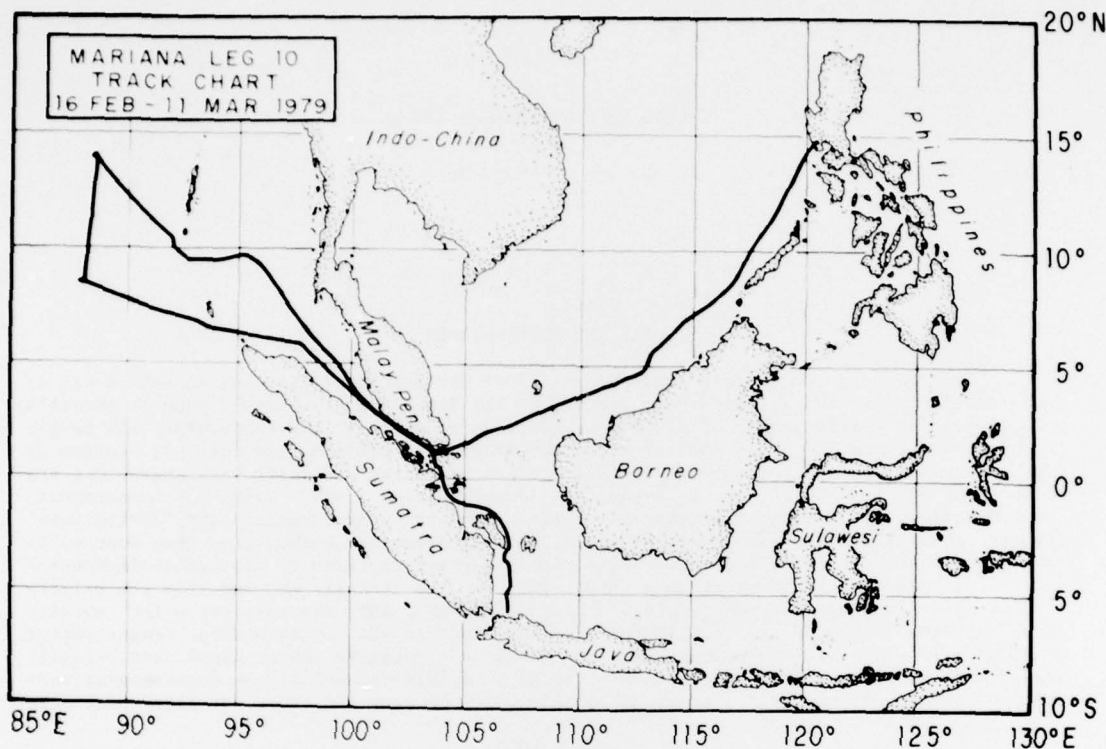 MARIANA LEG 10
TRACK CHART
16 FEB - 11 MAR 1979
20°N
15°
10°
5°
0°
5°
10°S
85°E
90°
95°
100°
105°
110°
115°
120°
125°
130°E
Indo-China
Philippines
Malay Pen.
Sumatra
Borneo
Sulawesi
Java